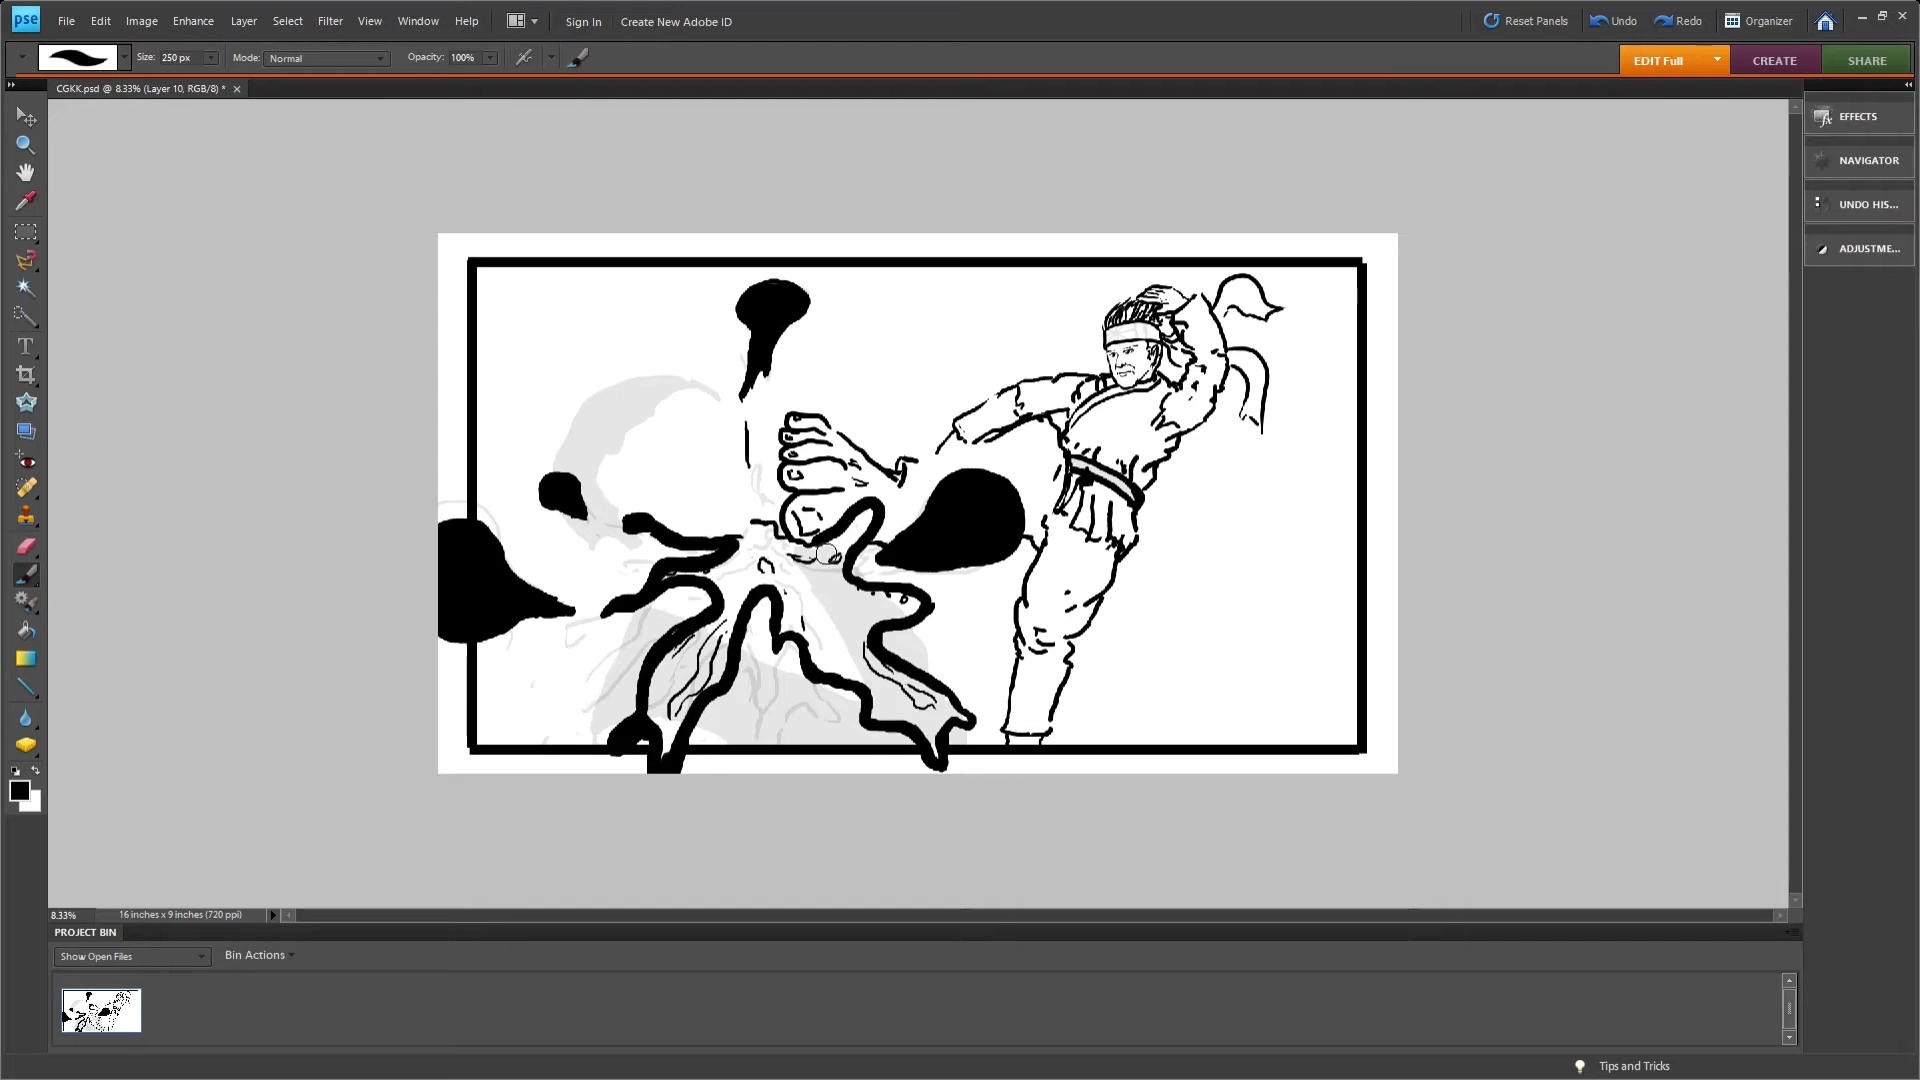 pse File Edit Image Enhance Layer Select Filter View Window Help Sign In Create New Adobe ID Reset Panels Undo Redo Organizer
Size: 250 px Mode: Normal Opacity: 100% EDIT Full CREATE SHARE
CGKK.psd @ 8.33% (Layer 10, RGB/8) *
EFFECTS
NAVIGATOR
UNDO HIS...
ADJUSTME...
T
8.33% 16 inches x 9 inches (720 ppi)
PROJECT BIN
Show Open Files Bin Actions
Tips and Tricks